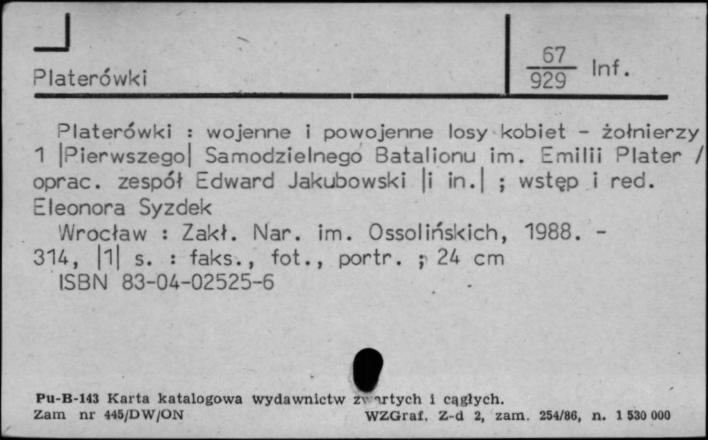 67
929 Inf.
Platerówki
Platerówki : wojenne i powojenne losy kobiet - żołnierzy
1 |Pierwszego| Samodzielnego Batalionu im. Emilii Plater /
oprac. zespół Edward Jakubowski |i in.| ; wstęp i red.
Eleonora Syzdek
Wrocław : Zakł. Nar. im. Ossolińskich, 1988. -
314, |1| s. : faks., fot., portr. ; 24 cm
ISBN 83-04-02525-6
Pu-B-143 Karta katalogowa wydawnictw i cągłych.
Zam nr 445/DW/ON WZGraf. Z-d 2, zam. 254/86, n. 1 530 000